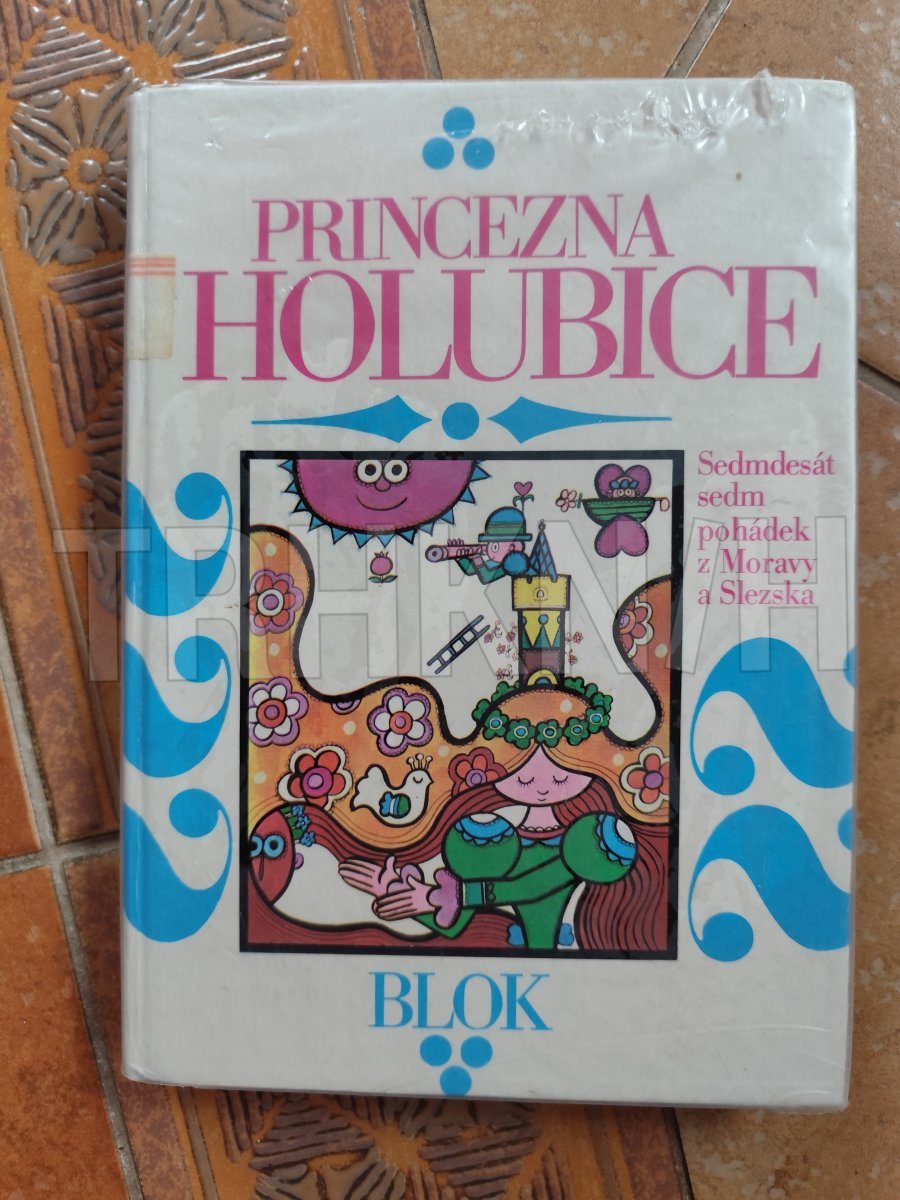 PRINCEZNA
HOLUBICE
Sedmdesát
sedm
pohádek
z Moravy
a Slezska
BLOK